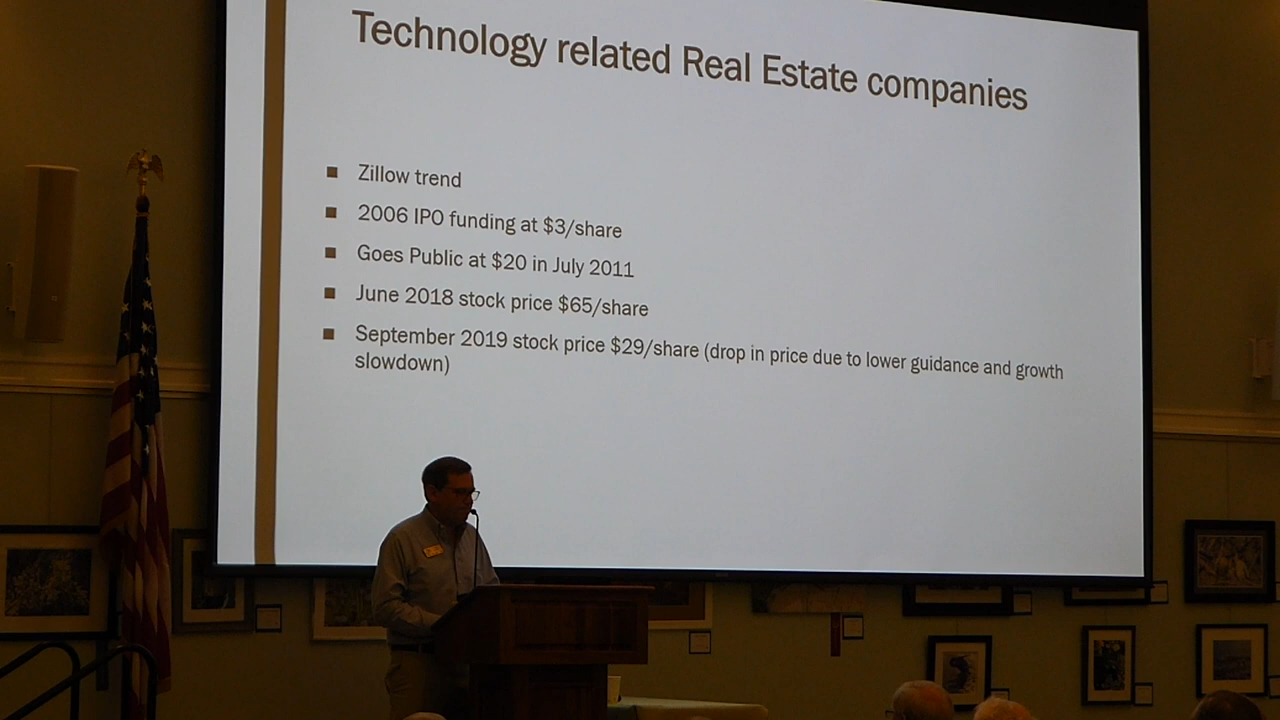 Technology related Real Estate companies
Zillow trend
2006 IPO funding at $3/share
Goes Public at $20 in July 2011
June 2018 stock price $65/share
September 2019 stock price $29/share (drop in price due to lower guidance and growth
slowdown)